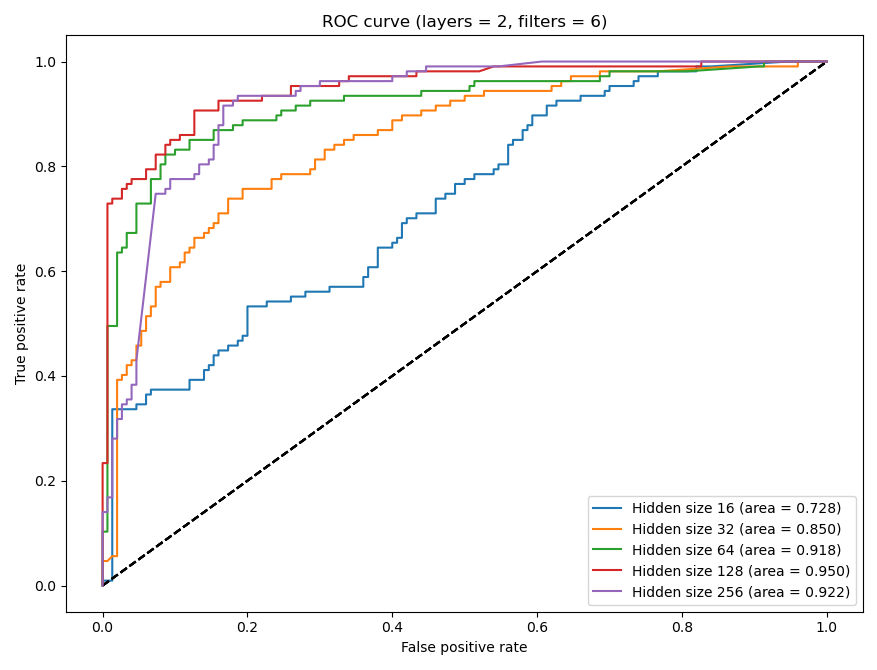 ROC curve (layers = 2, filters = 6)
True positive rate
1.0
0.8
0.6
0.4
0.2
0.0
0.0 0.2 0.4 0.6 0.8 1.0
False positive rate
Hidden size 16 (area = 0.728)
Hidden size 32 (area = 0.850)
Hidden size 64 (area = 0.918)
Hidden size 128 (area = 0.950)
Hidden size 256 (area = 0.922)